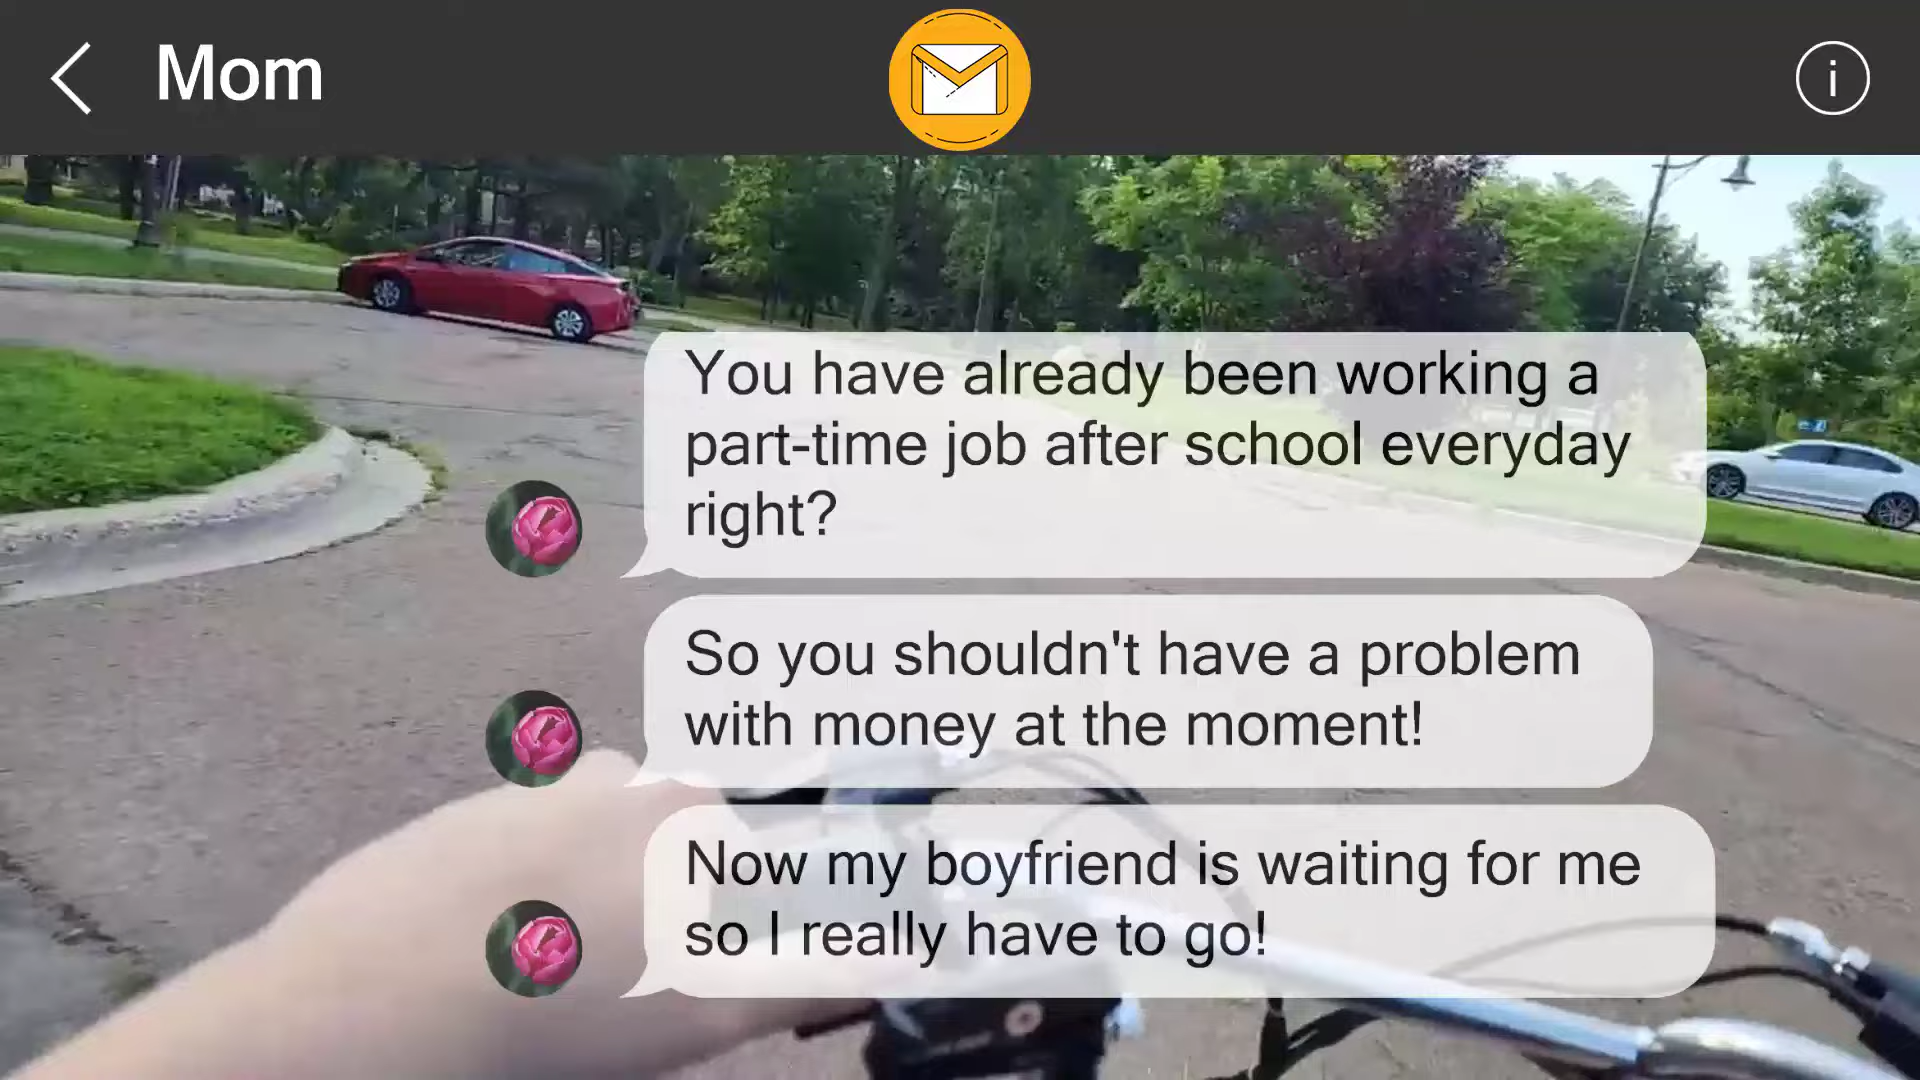 Mom
You have already been working a
part-time job after school everyday
right?
So you shouldn't have a problem
with money at the moment!
Now my boyfriend is waiting for me
so I really have to go!